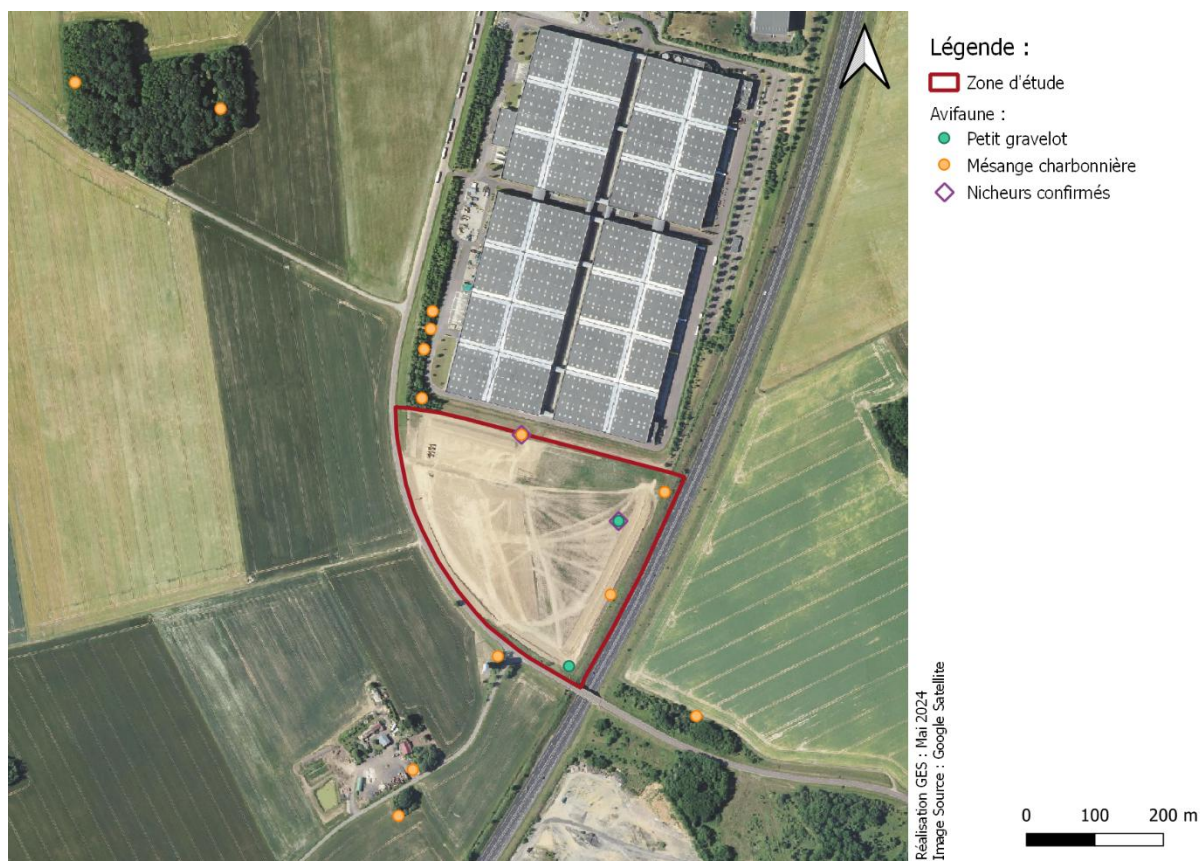 Légende :
Zone d'étude
Avifaune :
Petit gravelot
Mésange charbonnière
Nicheurs confirmés
Réalisation GES : Mai 2024
Image Source : Google Satellite
0 100 200 m